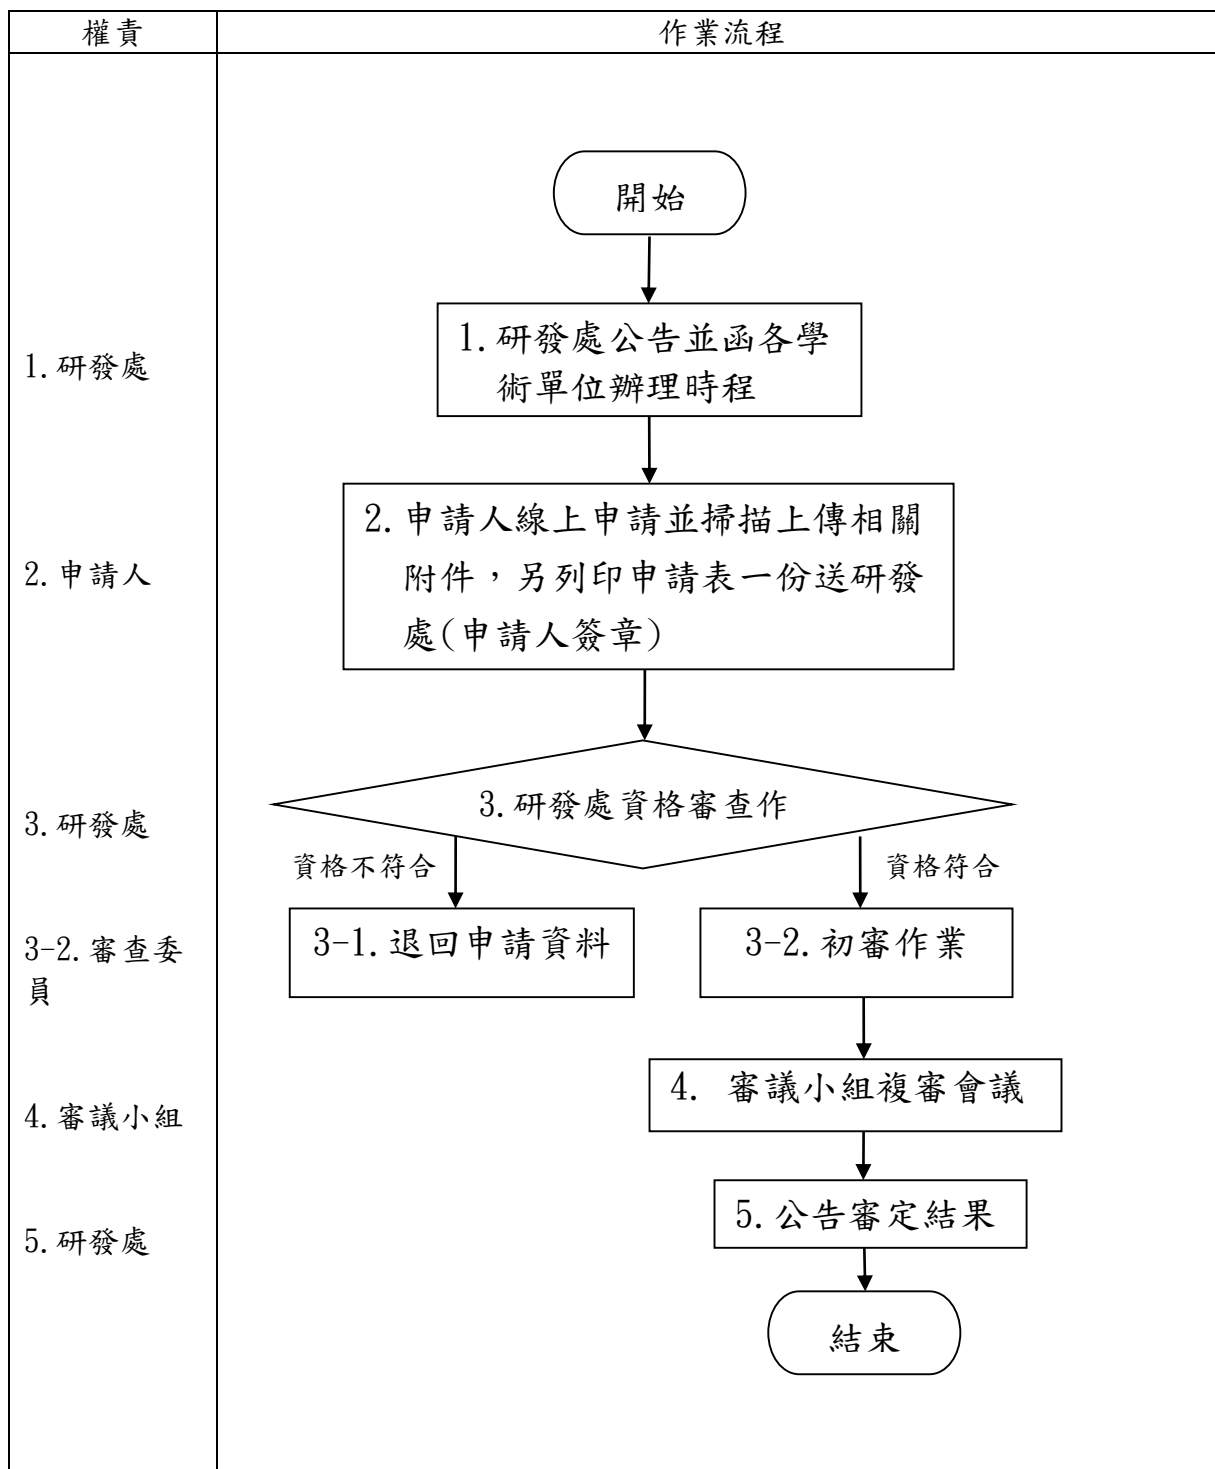 權責
作業流程
開始
1.研發處
1.研發處公告並函各學
術單位辦理時程
2.申請人
2.申請人線上申請並掃描上傳相關
附件，另列印申請表一份送研發
處(申請人簽章)
3.研發處
3.研發處資格審查作
資格不符合
資格符合
3-2.審查委
員
3-1.退回申請資料
3-2.初審作業
4.審議小組
4. 審議小組複審會議
5.研發處
5.公告審定結果
結束